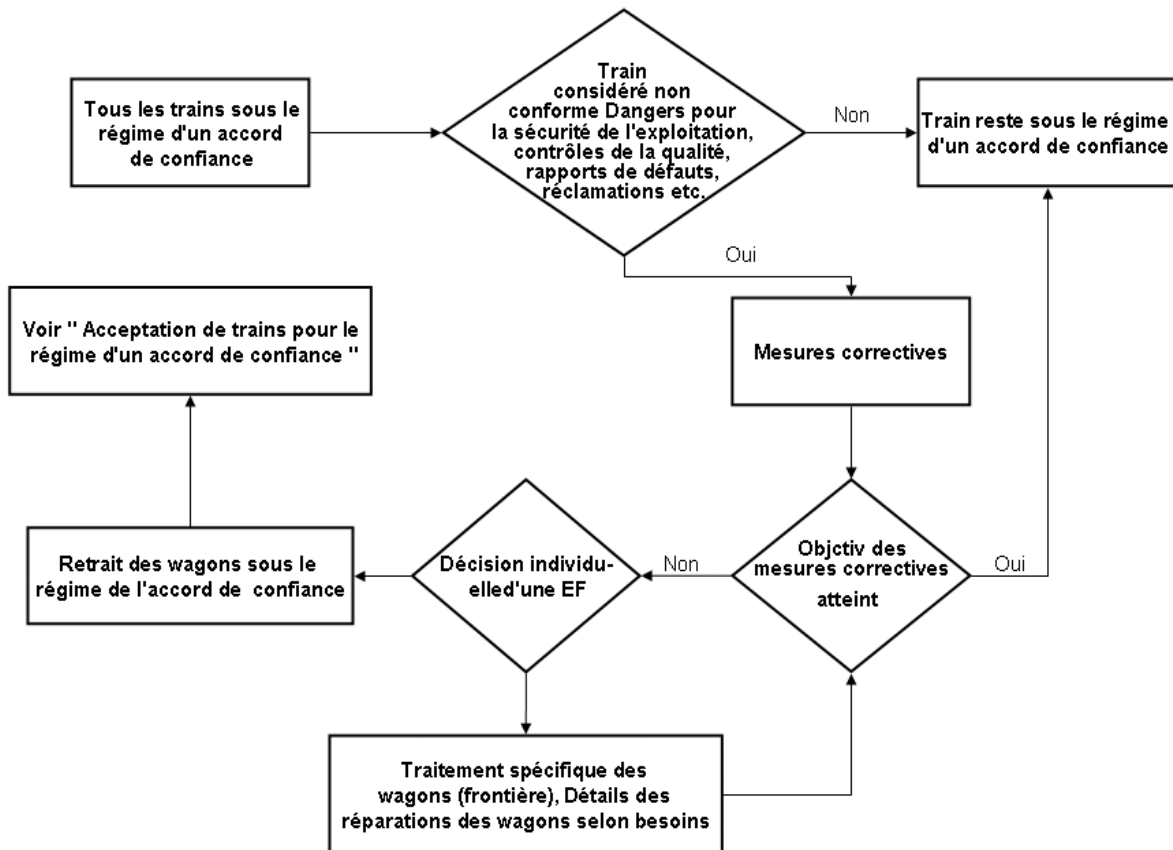 Tous les trains sous le
régime d'un accord
de confiance
Train
considéré non
conforme Dangers pour
la sécurité de l'exploitation,
contrôles de la qualité,
rapports de défauts,
réclamations etc.
Non
Train reste sous le régime
d'un accord de confiance
Oui
Mesures correctives
Voir " Acceptation de trains pour le
régime d'un accord de confiance "
Objctiv des
mesures correctives
atteint
Oui
Non
Décision individu-
elled'une EF
Retrait des wagons sous le
régime de l'accord de confiance
Traitement spécifique des
wagons (frontière), Détails des
réparations des wagons selon besoins